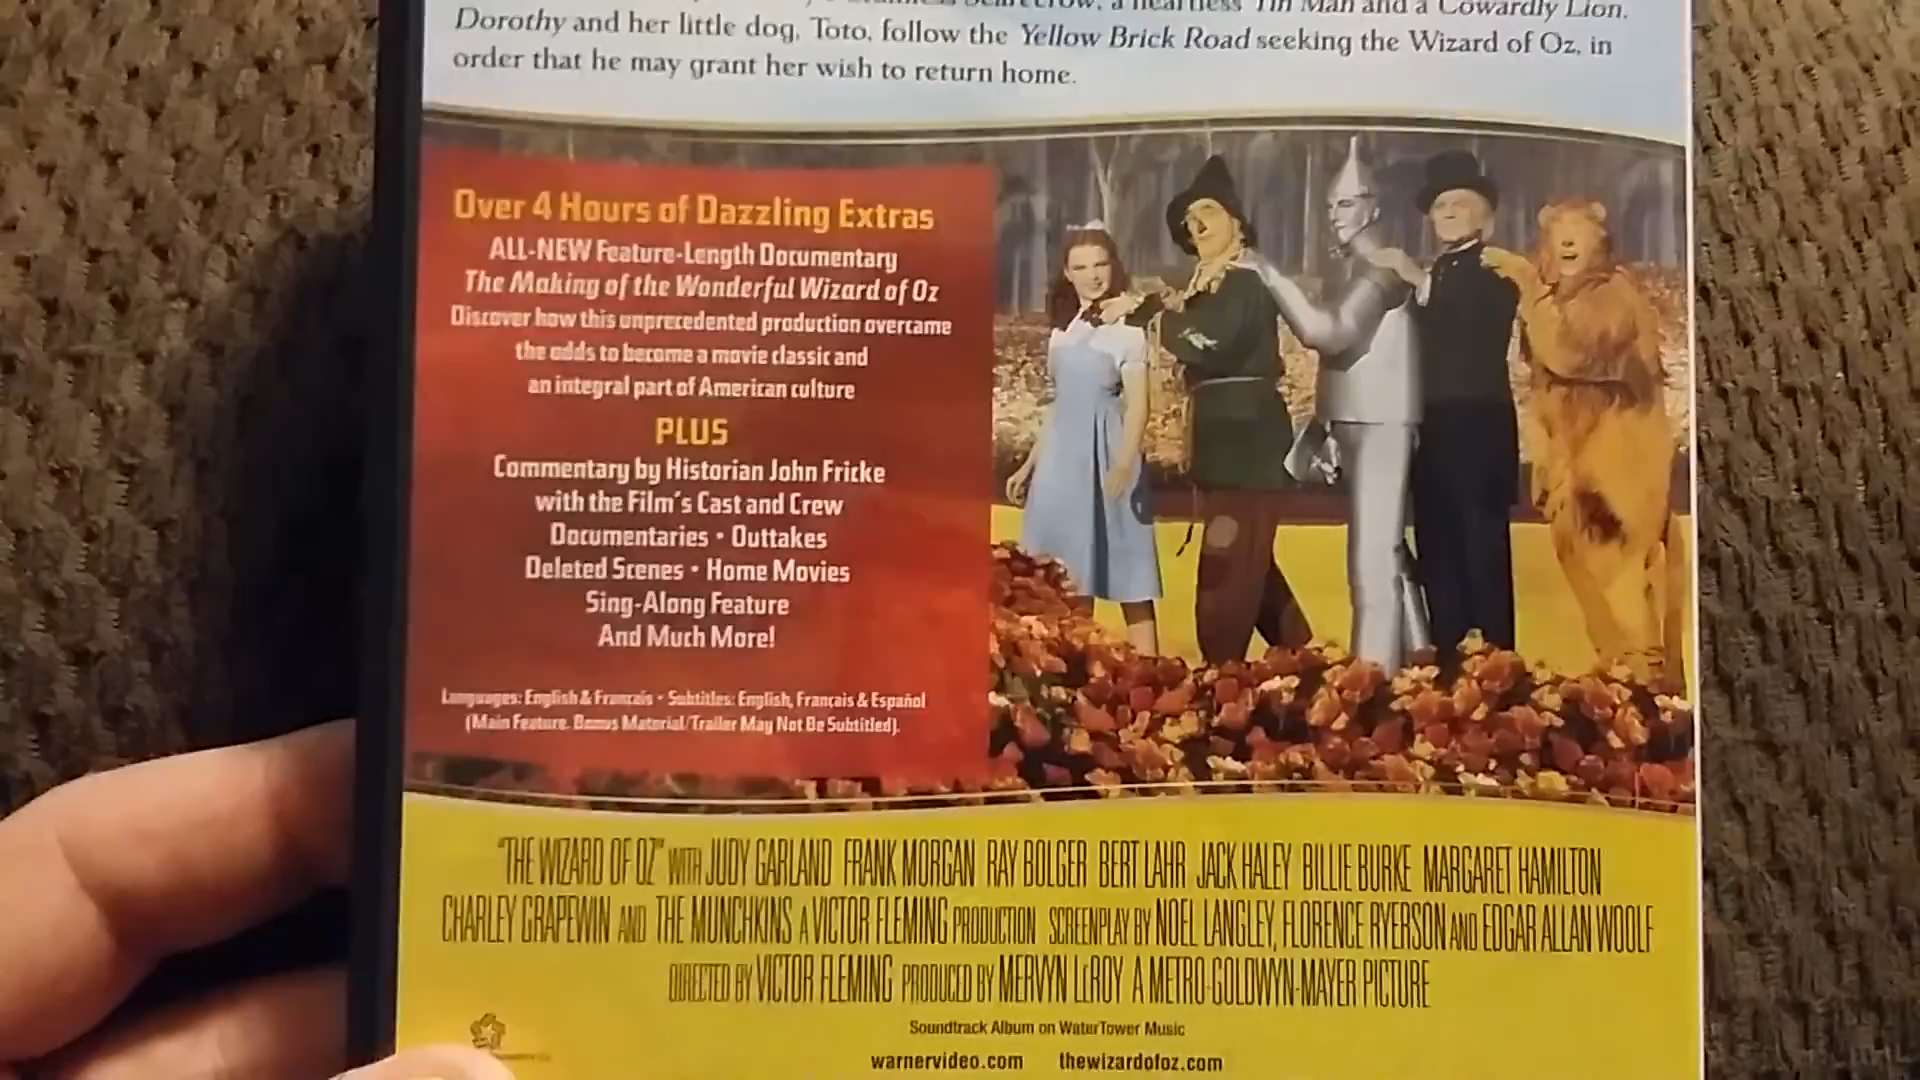 Scarecrow, a heartless Tin Man and a Cowardly Lion,
Dorothy and her little dog, Toto, follow the Yellow Brick Road seeking the Wizard of Oz, in
order that he may grant her wish to return home.
Over 4 Hours of Dazzling Extras
ALL-NEW Feature-Length Documentary
The Making of the Wonderful Wizard of Oz
Discover how this unprecedented production overcame
the odds to become a movie classic and
an integral part of American culture
PLUS
Commentary by Historian John Fricke
with the Film's Cast and Crew
Documentaries • Outtakes
Deleted Scenes • Home Movies
Sing-Along Feature
And Much More!
Languages: English & Français • Subtitles: English, Français & Español
(Main Feature. Bonus Material/Trailer May Not Be Subtitled).
"THE WIZARD OF OZ" WITH JUDY GARLAND FRANK MORGAN RAY BOLGER BERT LAHR JACK HALEY BILLIE BURKE MARGARET HAMILTON
CHARLEY GRAPEWIN AND THE MUNCHKINS A VICTOR FLEMING PRODUCTION SCREENPLAY BY NOEL LANGLEY, FLORENCE RYERSON AND EDGAR ALLAN WOOLF
DIRECTED BY VICTOR FLEMING PRODUCED BY MERVYN LeROY A METRO-GOLDWYN-MAYER PICTURE
Soundtrack Album on WaterTower Music
warnervideo.com thewizardofoz.com